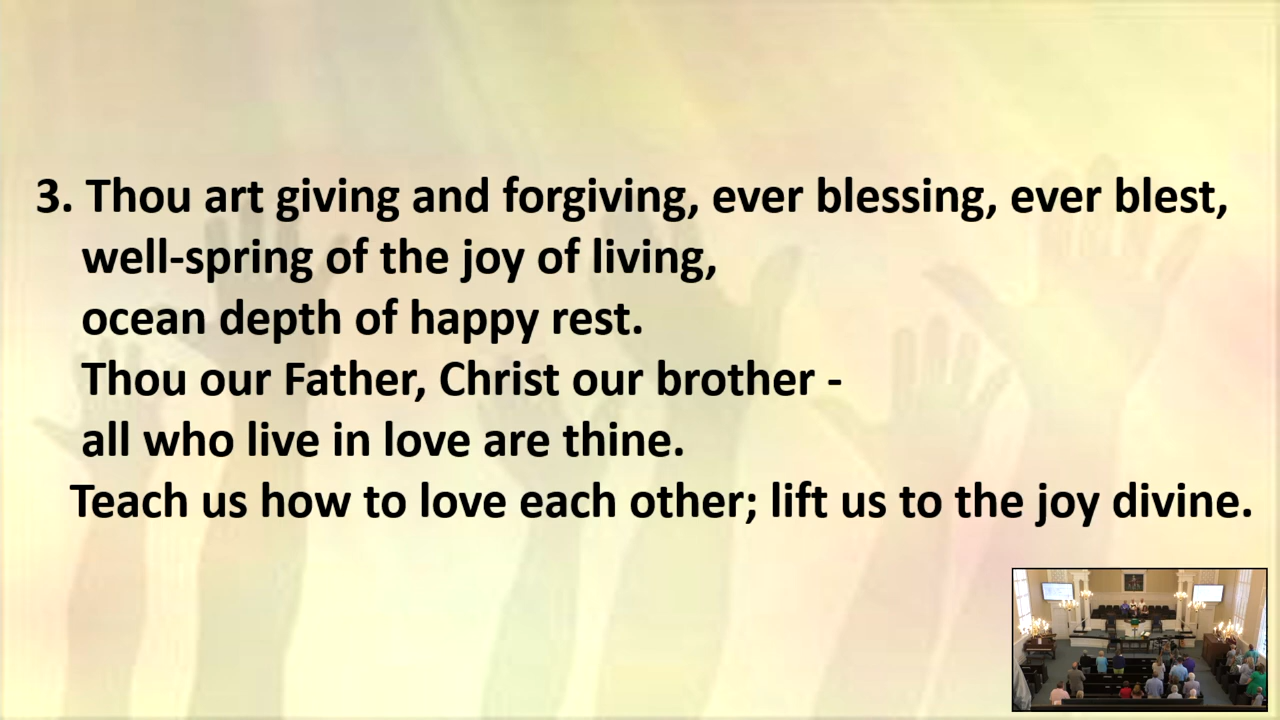 3. Thou art giving and forgiving, ever blessing, ever blest,
well-spring of the joy of living,
ocean depth of happy rest.
Thou our Father, Christ our brother -
all who live in love are thine.
Teach us how to love each other; lift us to the joy divine.